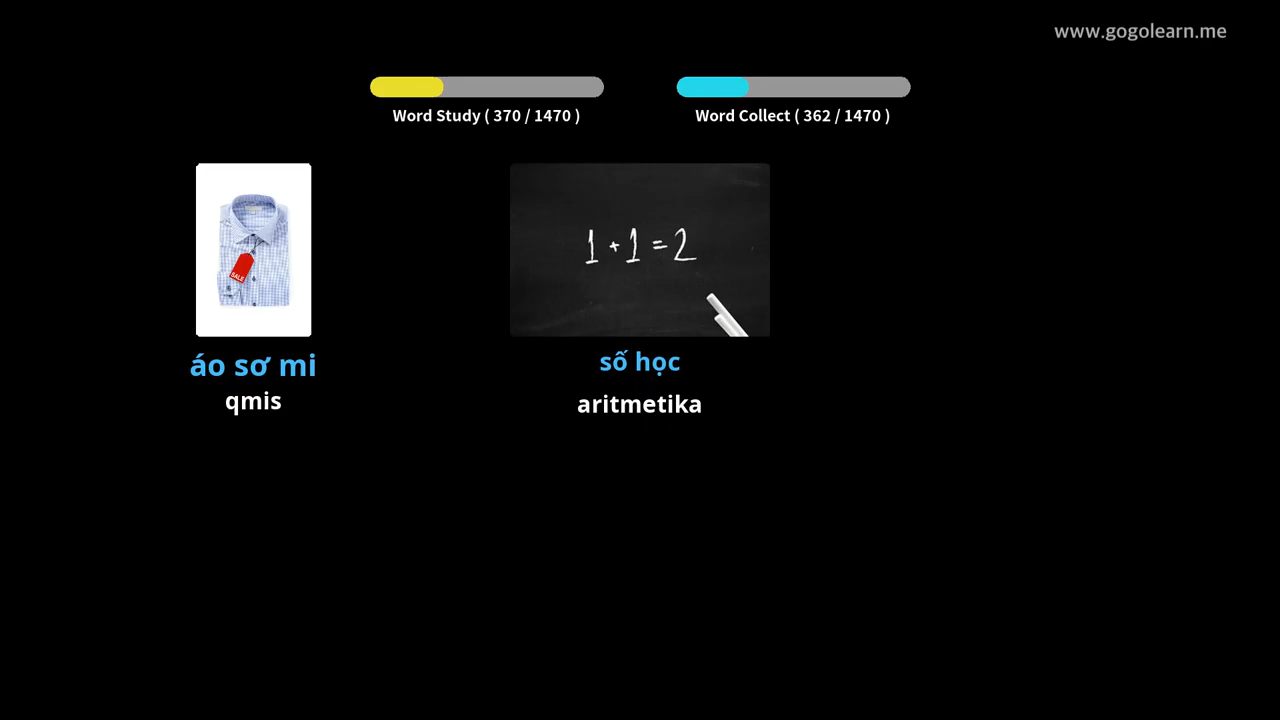 www.gogolearn.me
Word Study ( 370 / 1470 )
Word Collect ( 362 / 1470 )
SALE
1 + 1 = 2
áo sơ mi
qmis
số học
aritmetika